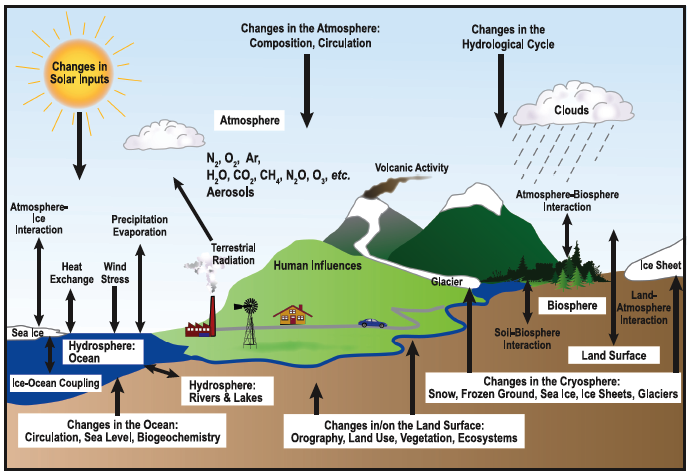 Changes in the Atmosphere:
Composition, Circulation
Changes in the
Hydrological Cycle
Changes in
Solar Inputs
Clouds
Atmosphere
N₂, O₂, Ar,
H₂O, CO₂, CH₄, N₂O, O₃, etc.
Aerosols
Volcanic Activity
Atmosphere-Biosphere
Interaction
Atmosphere-
Ice
Interaction
Precipitation
Evaporation
Terrestrial
Radiation
Heat
Exchange
Wind
Stress
Human Influences
Glacier
Ice Sheet
Land-
Atmosphere
Interaction
Biosphere
Sea Ice
Hydrosphere:
Ocean
Soil-Biosphere
Interaction
Land Surface
Ice-Ocean Coupling
Hydrosphere:
Rivers & Lakes
Changes in the Cryosphere:
Snow, Frozen Ground, Sea Ice, Ice Sheets, Glaciers
Changes in the Ocean:
Circulation, Sea Level, Biogeochemistry
Changes in/on the Land Surface:
Orography, Land Use, Vegetation, Ecosystems